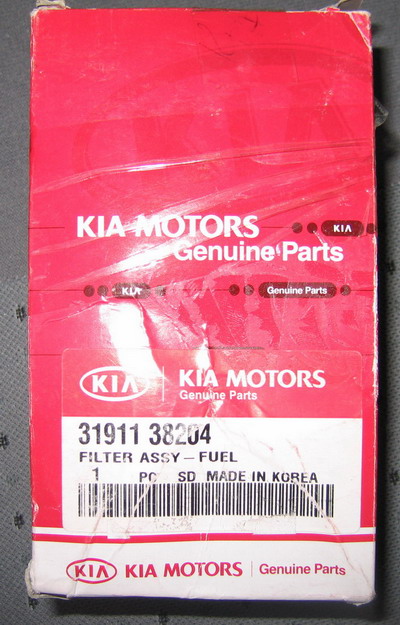 KIA
KIA MOTORS
Genuine Parts
KIA
KIA
Genuine Parts
KIA KIA MOTORS
Genuine Parts
31911 38204
FILTER ASSY-FUEL
1 PC SD MADE IN KOREA
KIA KIA MOTORS Genuine Parts